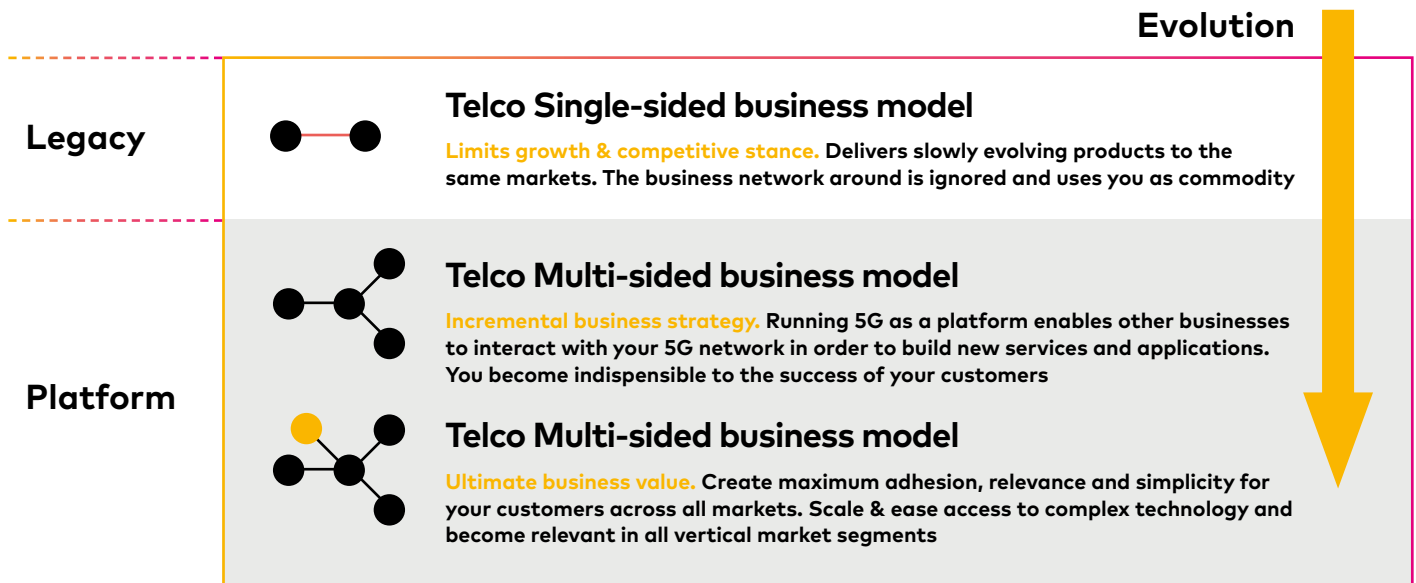 Evolution
Legacy
Telco Single-sided business model
Limits growth & competitive stance. Delivers slowly evolving products to the
same markets. The business network around is ignored and uses you as commodity
Platform
Telco Multi-sided business model
Incremental business strategy. Running 5G as a platform enables other businesses
to interact with your 5G network in order to build new services and applications.
You become indispensible to the success of your customers
Telco Multi-sided business model
Ultimate business value. Create maximum adhesion, relevance and simplicity for
your customers across all markets. Scale & ease access to complex technology and
become relevant in all vertical market segments